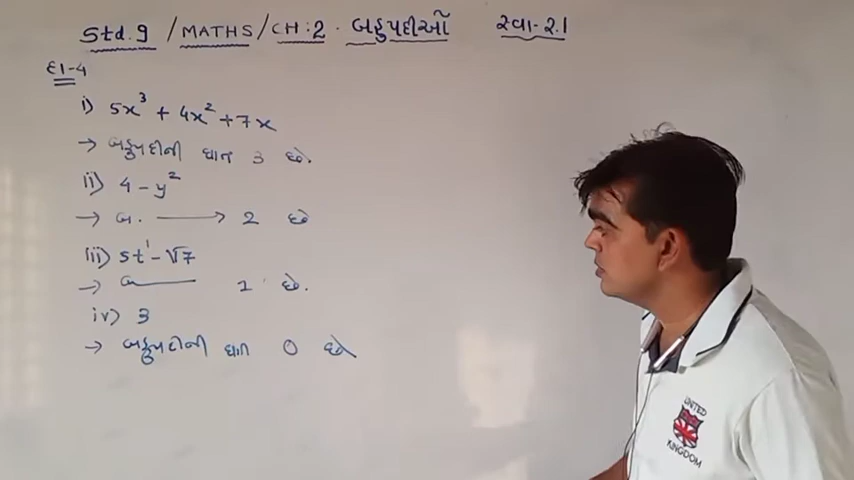 Std.9 / MATHS / CH:2. બહુપદીઓ સ્વા-2.1
દા-4
i) 5x³ + 4x² + 7x
→ બહુપદીની ઘાત 3 છે.
ii) 4 - y²
→ બ. → 2 છે
iii) 5t¹ - √7
→ બ 1 છે.
iv) 3
→ બહુપદીની ઘાત 0 છે
UNITED
KINGDOM